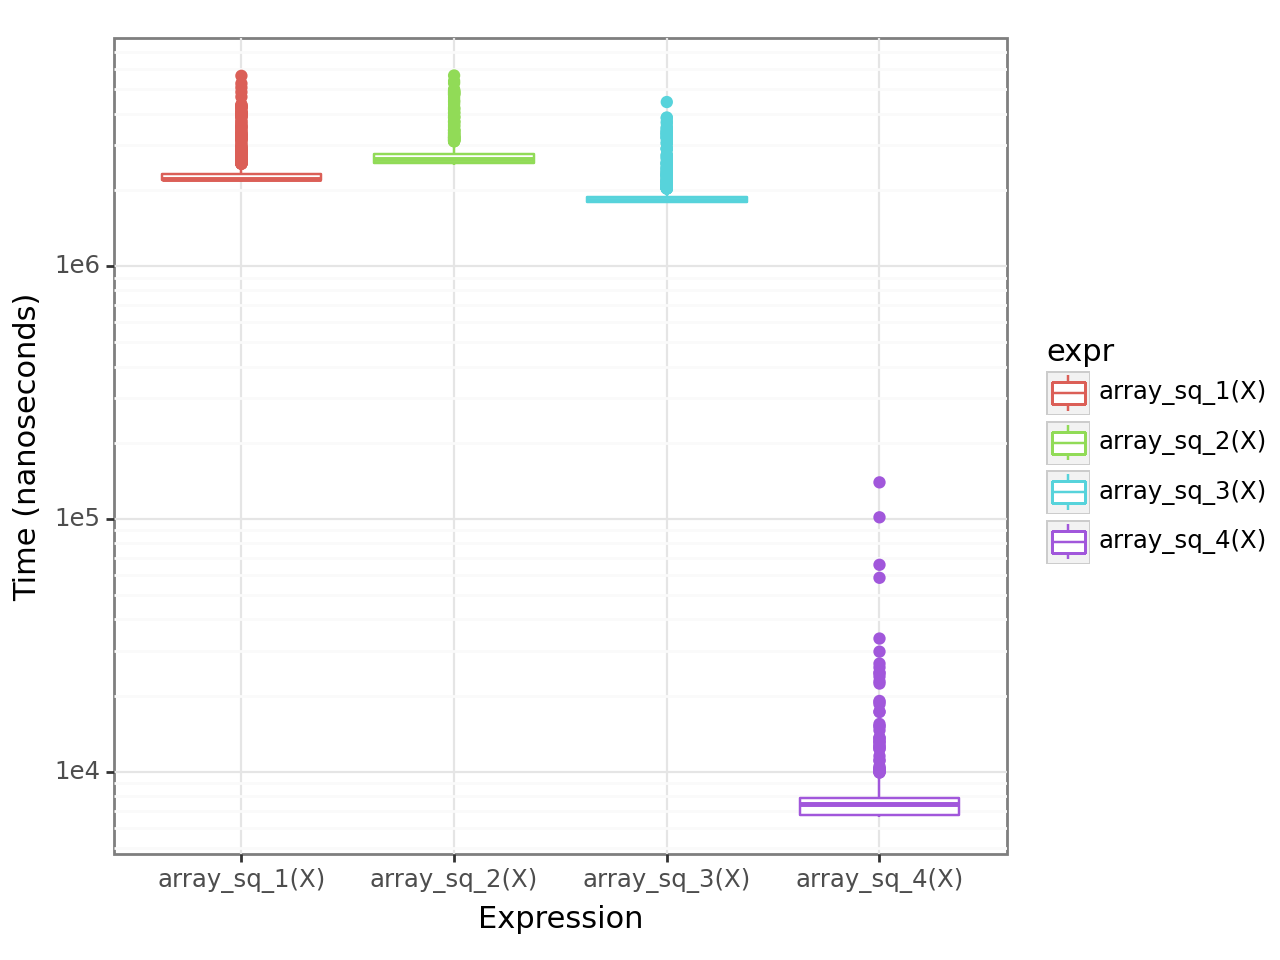 Time (nanoseconds)
1e6
1e5
1e4
array_sq_1(X) array_sq_2(X) array_sq_3(X) array_sq_4(X)
Expression
expr
array_sq_1(X)
array_sq_2(X)
array_sq_3(X)
array_sq_4(X)